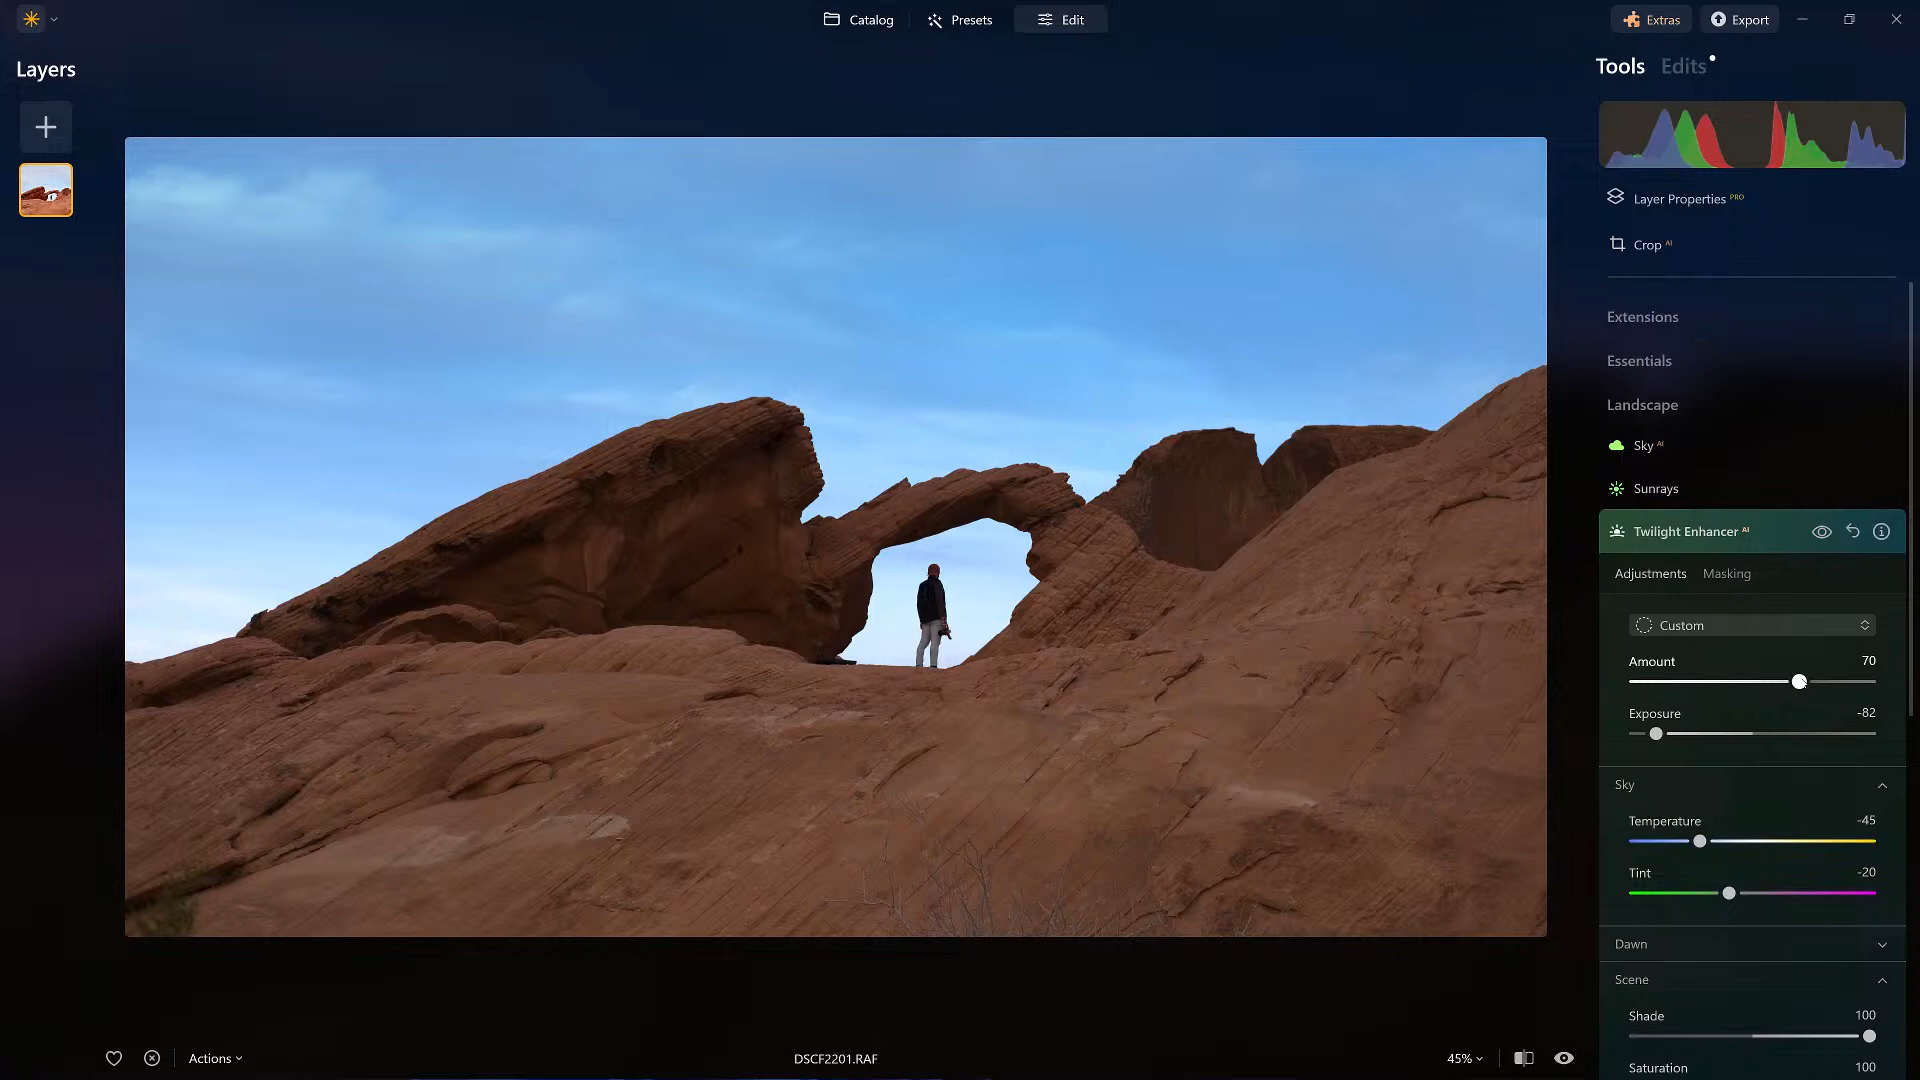 Catalog
Presets
Edit
Extras
Export
Layers
Tools Edits
Layer Properties PRO
Crop AI
Extensions
Essentials
Landscape
Sky AI
Sunrays
Twilight Enhancer AI
Adjustments Masking
Custom
Amount 70
Exposure -82
Sky
Temperature -45
Tint -20
Dawn
Scene
Shade 100
Saturation 100
Actions
DSCF2201.RAF
45%